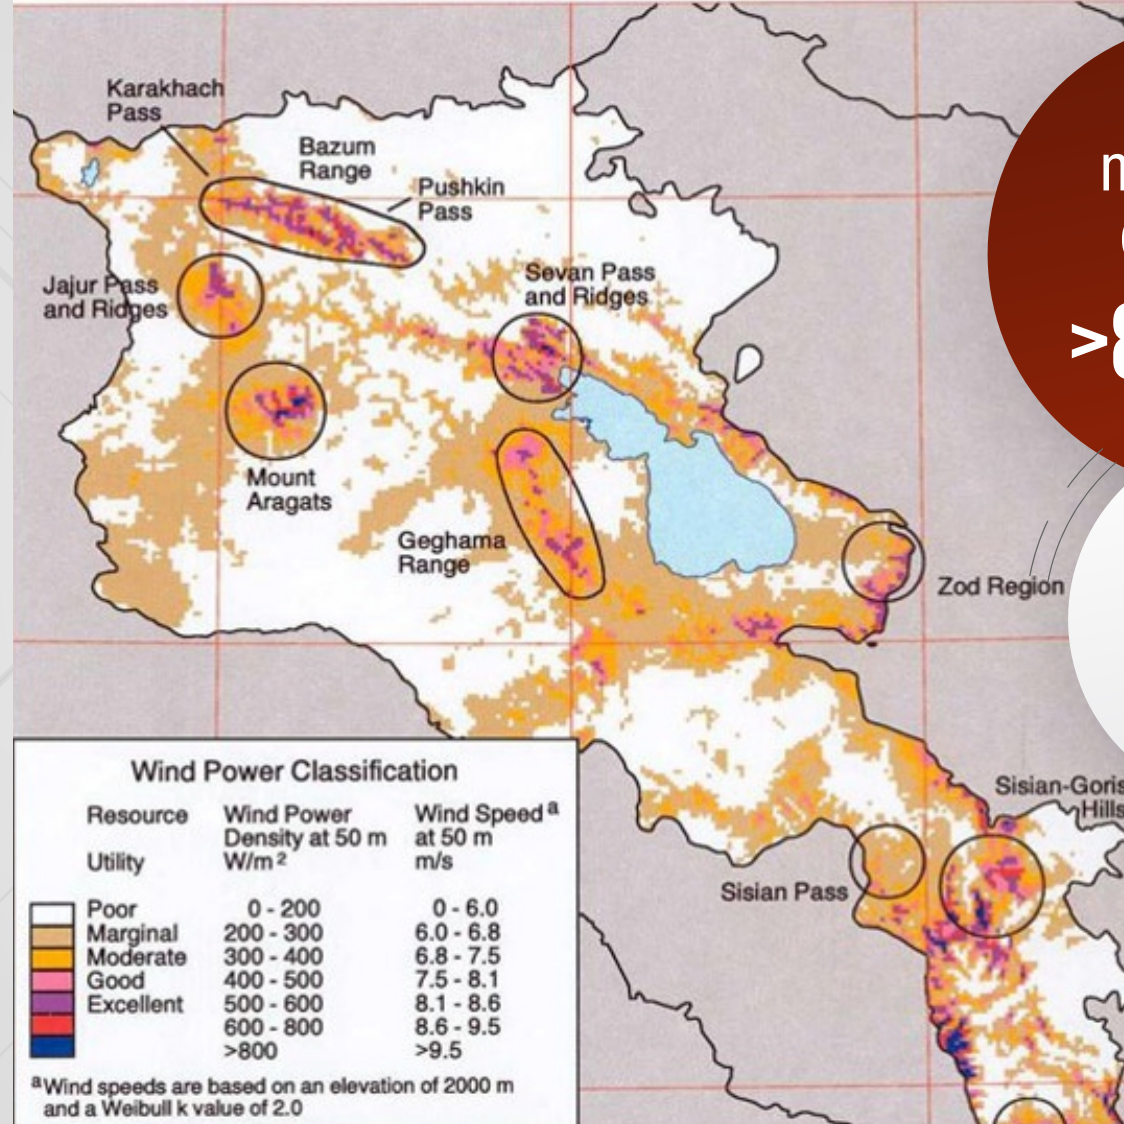 Karakhach
Pass
Bazum
Range
Pushkin
Pass
Jajur Pass
and Ridges
Sevan Pass
and Ridges
>8
Mount
Aragats
Geghama
Range
Zod Region
Sisian-Goris
Hills
Sisian Pass
Wind Power Classification
Resource Wind Power Wind Speed a
Density at 50 m at 50 m
Utility W/m 2 m/s
Poor 0 - 200 0 - 6.0
Marginal 200 - 300 6.0 - 6.8
Moderate 300 - 400 6.8 - 7.5
Good 400 - 500 7.5 - 8.1
Excellent 500 - 600 8.1 - 8.6
600 - 800 8.6 - 9.5
>800 >9.5
a Wind speeds are based on an elevation of 2000 m
and a Weibull k value of 2.0